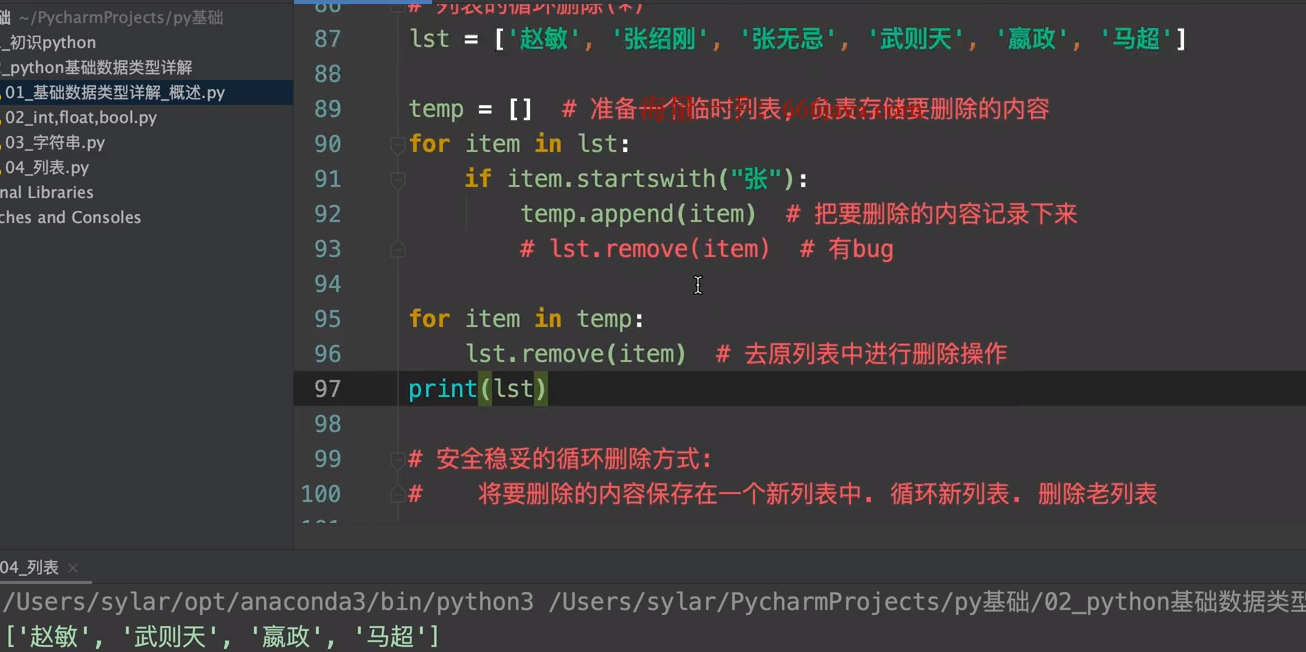 础 ~/PycharmProjects/py基础
_初识python
_python基础数据类型详解
01_基础数据类型详解_概述.py
02_int,float,bool.py
03_字符串.py
04_列表.py
nal Libraries
ches and Consoles
86 # 列表的循环删除(*)
87 lst = ['赵敏', '张绍刚', '张无忌', '武则天', '嬴政', '马超']
88
89 temp = [] # 准备一个临时列表, 负责存储要删除的内容
90 for item in lst:
91 if item.startswith("张"):
92 temp.append(item) # 把要删除的内容记录下来
93 # lst.remove(item) # 有bug
94
95 for item in temp:
96 lst.remove(item) # 去原列表中进行删除操作
97 print(lst)
98
99 # 安全稳妥的循环删除方式:
100 # 将要删除的内容保存在一个新列表中. 循环新列表. 删除老列表
04_列表 ×
/Users/sylar/opt/anaconda3/bin/python3 /Users/sylar/PycharmProjects/py基础/02_python基础数据类型
['赵敏', '武则天', '嬴政', '马超']